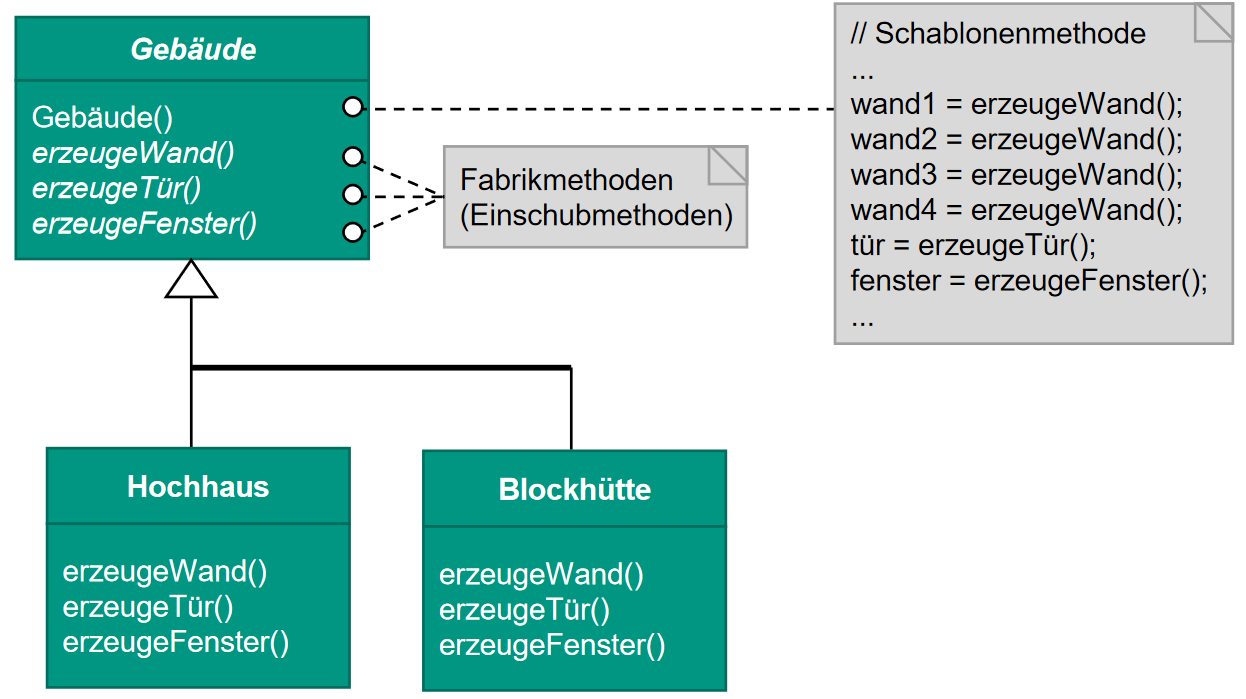 Gebäude
Gebäude()
erzeugeWand()
erzeugeTür()
erzeugeFenster()
Fabrikmethoden
(Einschubmethoden)
// Schablonenmethode
...
wand1 = erzeugeWand();
wand2 = erzeugeWand();
wand3 = erzeugeWand();
wand4 = erzeugeWand();
tür = erzeugeTür();
fenster = erzeugeFenster();
...
Hochhaus
erzeugeWand()
erzeugeTür()
erzeugeFenster()
Blockhütte
erzeugeWand()
erzeugeTür()
erzeugeFenster()